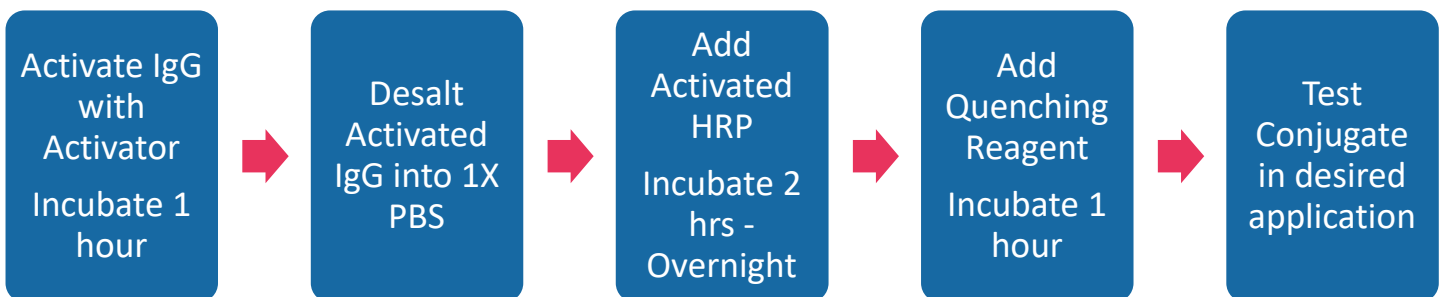 Activate IgG
with
Activator
Incubate 1
hour
Desalt
Activated
IgG into 1X
PBS
Add
Activated
HRP
Incubate 2
hrs -
Overnight
Add
Quenching
Reagent
Incubate 1
hour
Test
Conjugate
in desired
application